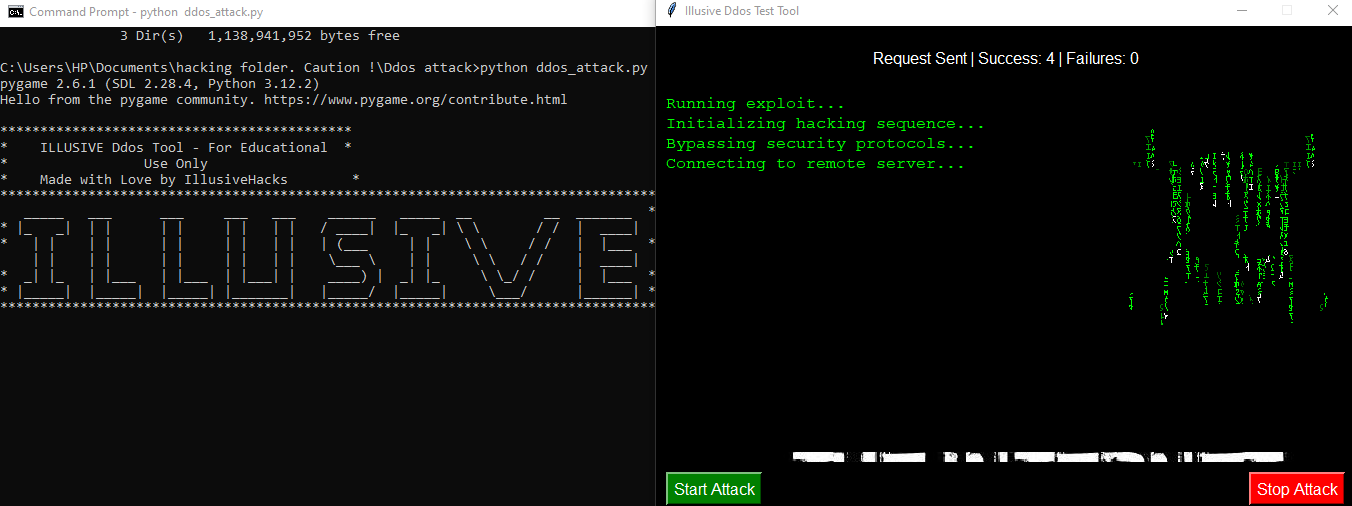 Command Prompt - python  ddos_attack.py
3 Dir(s)   1,138,941,952 bytes free
C:\Users\HP\Documents\hacking folder. Caution !\Ddos attack>python ddos_attack.py
pygame 2.6.1 (SDL 2.28.4, Python 3.12.2)
Hello from the pygame community. https://www.pygame.org/contribute.html
********************************************
*    ILLUSIVE Ddos Tool - For Educational  *
*                 Use Only
*    Made with Love by IllusiveHacks        *
ILLUSIVE
Illusive Ddos Test Tool
Request Sent | Success: 4 | Failures: 0
Running exploit...
Initializing hacking sequence...
Bypassing security protocols...
Connecting to remote server...
Start Attack
Stop Attack